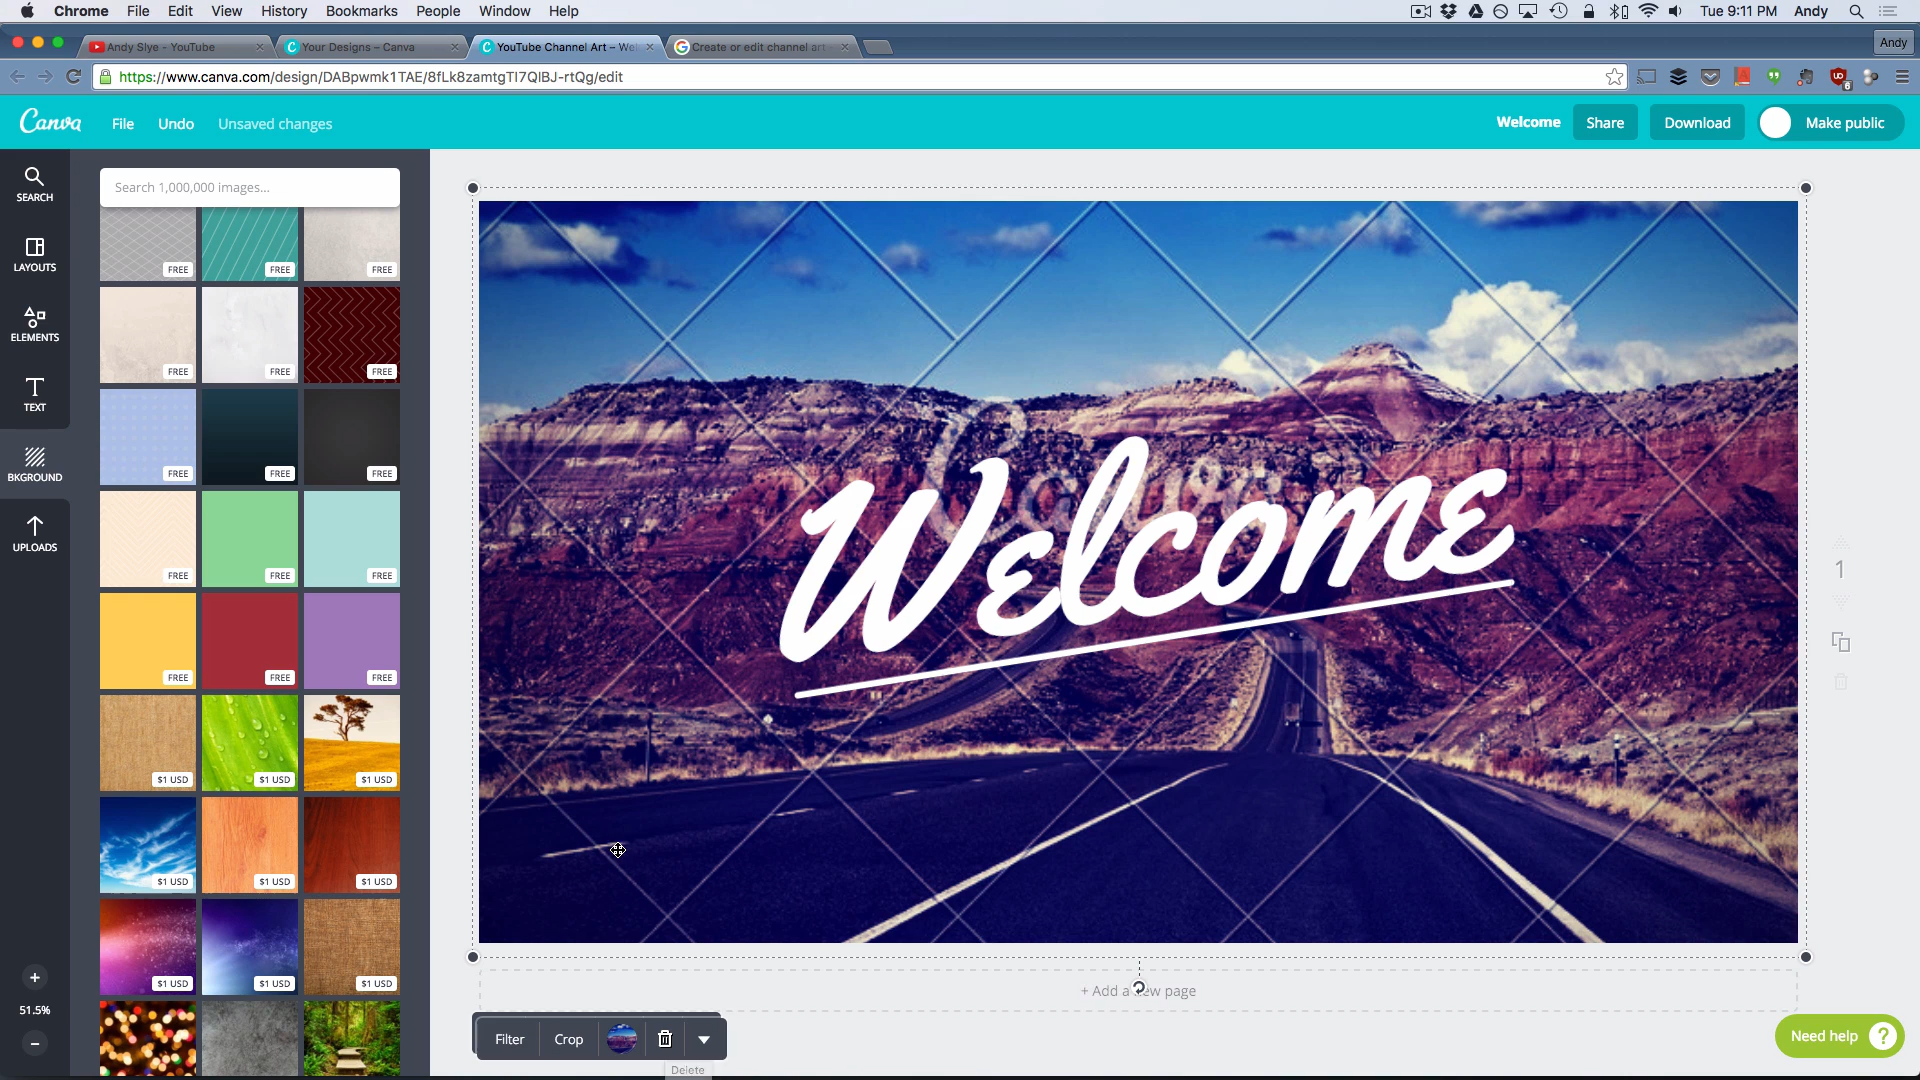 Chrome File Edit View History Bookmarks People Window Help Tue 9:11 PM Andy
Andy Slye - YouTube Your Designs – Canva YouTube Channel Art – Wel Create or edit channel art Andy
https://www.canva.com/design/DABpwmk1TAE/8fLk8zamtgTI7QIBJ-rtQg/edit
Canva File Undo Unsaved changes Welcome Share Download Make public
SEARCH
LAYOUTS
ELEMENTS
TEXT
BKGROUND
UPLOADS
+
51.5%
−
Search 1,000,000 images...
FREE FREE FREE
FREE FREE FREE
FREE FREE FREE
FREE FREE FREE
FREE FREE FREE
$1 USD $1 USD $1 USD
$1 USD $1 USD $1 USD
$1 USD $1 USD $1 USD
Canva
Welcome
1
+ Add a new page
Filter Crop
Delete
Need help ?